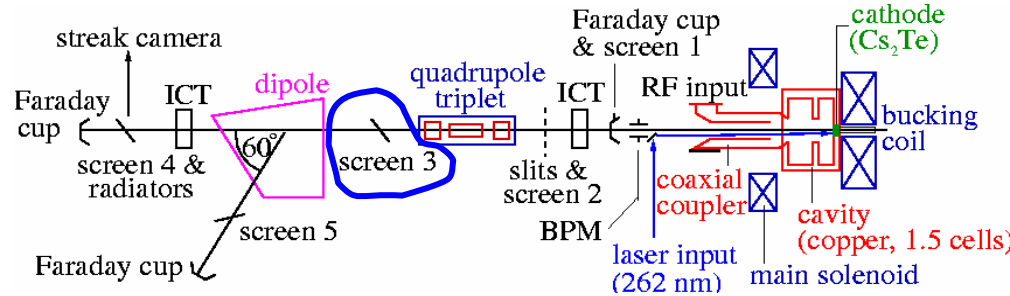 streak camera
Faraday
cup
ICT
dipole
60°
screen 4 &
radiators
screen 5
Faraday cup
screen 3
quadrupole
triplet
slits &
screen 2
ICT
Faraday cup
& screen 1
BPM
RF input
laser input
(262 nm)
coaxial
coupler
cathode
(Cs₂Te)
bucking
coil
cavity
(copper, 1.5 cells)
main solenoid